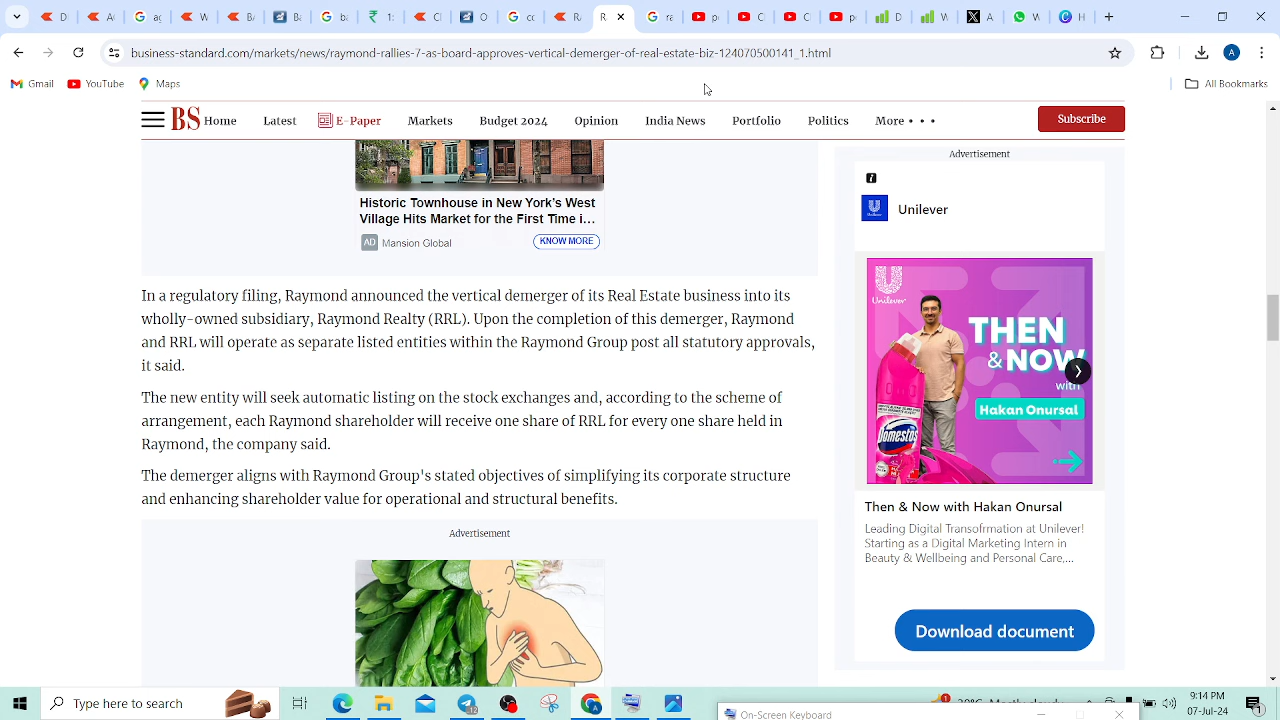 Bi
G
1:
co
R
ra
C
p
W
H
business-standard.com/markets/news/raymond-rallies-7-as-board-approves-vertical-demerger-of-real-estate-biz-124070500141_1.html
A
Gmail
YouTube
Maps
All Bookmarks
BS Home Latest E-Paper Markets Budget 2024 Opinion India News Portfolio Politics More
Subscribe
Historic Townhouse in New York's West
Village Hits Market for the First Time i...
AD Mansion Global
KNOW MORE
In a regulatory filing, Raymond announced the vertical demerger of its Real Estate business into its
wholly-owned subsidiary, Raymond Realty (RRL). Upon the completion of this demerger, Raymond
and RRL will operate as separate listed entities within the Raymond Group post all statutory approvals,
it said.
The new entity will seek automatic listing on the stock exchanges and, according to the scheme of
arrangement, each Raymond shareholder will receive one share of RRL for every one share held in
Raymond, the company said.
The demerger aligns with Raymond Group's stated objectives of simplifying its corporate structure
and enhancing shareholder value for operational and structural benefits.
Advertisement
Advertisement
Unilever
Unilever
THEN
& NOW
with
Hakan Onursal
Domestos
Then & Now with Hakan Onursal
Leading Digital Transofrmation at Unilever!
Starting as a Digital Marketing Intern in
Beauty & Wellbeing and Personal Care,...
Download document
Type here to search
On-Screen Keyboard
9:14 PM
07-Jul-24